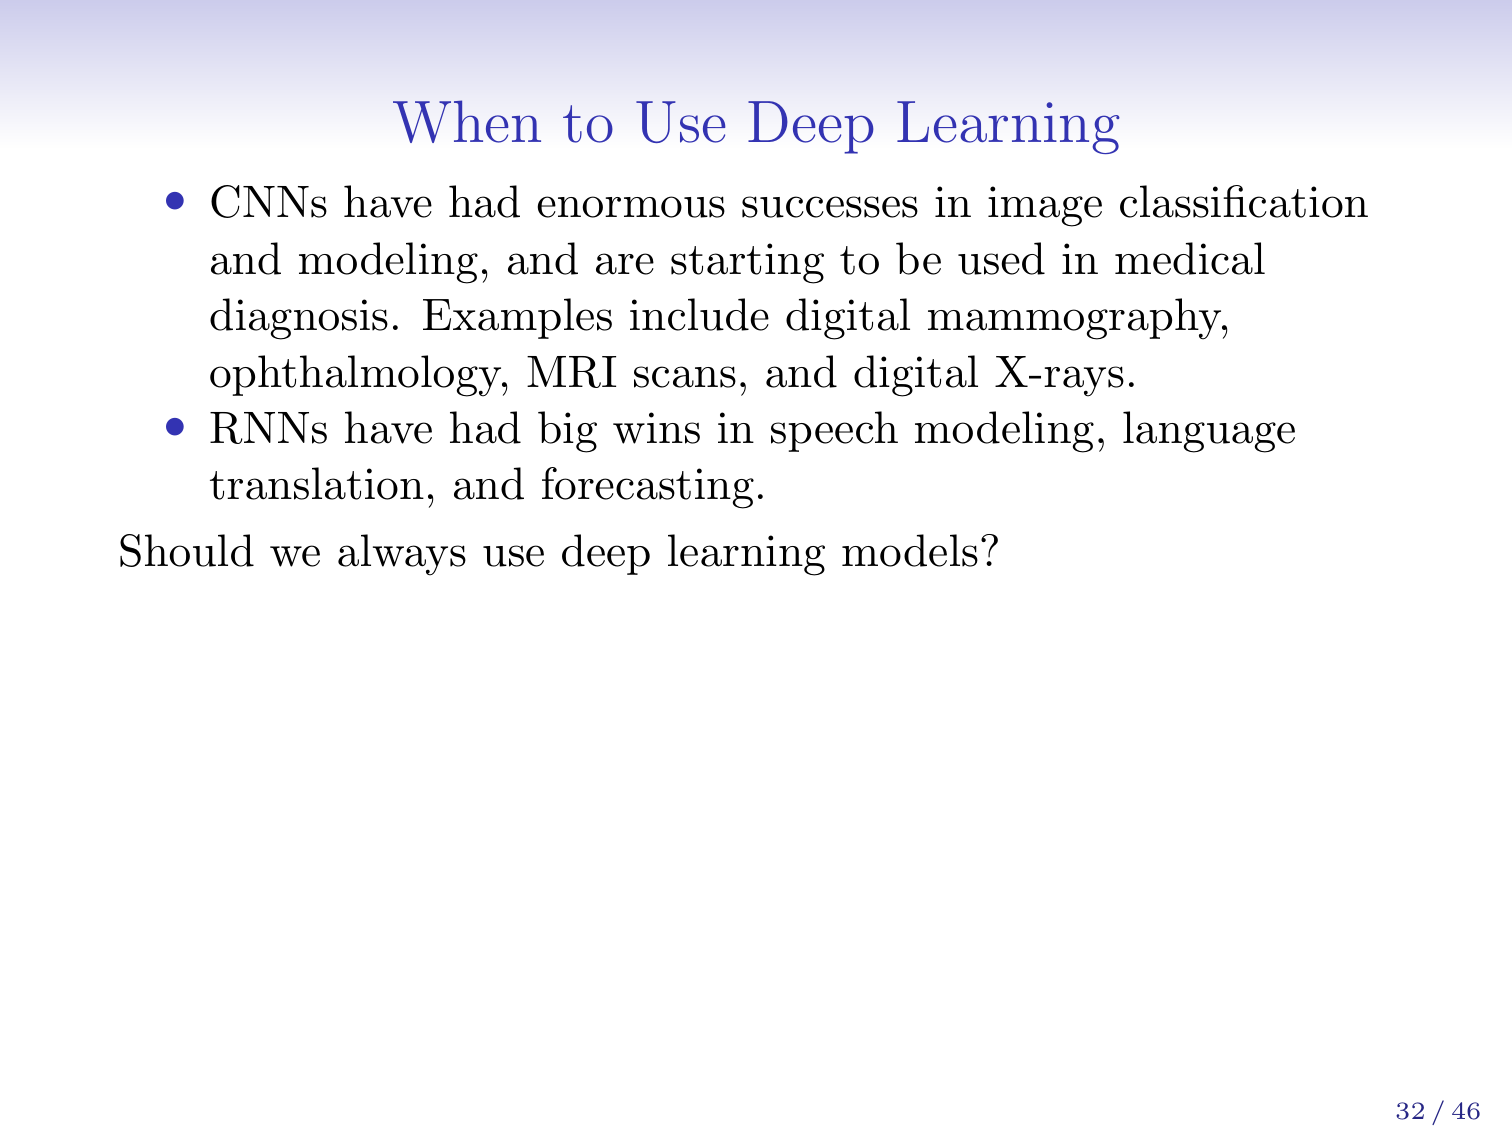 When to Use Deep Learning
• CNNs have had enormous successes in image classification
and modeling, and are starting to be used in medical
diagnosis. Examples include digital mammography,
ophthalmology, MRI scans, and digital X-rays.
• RNNs have had big wins in speech modeling, language
translation, and forecasting.
Should we always use deep learning models?
32 / 46